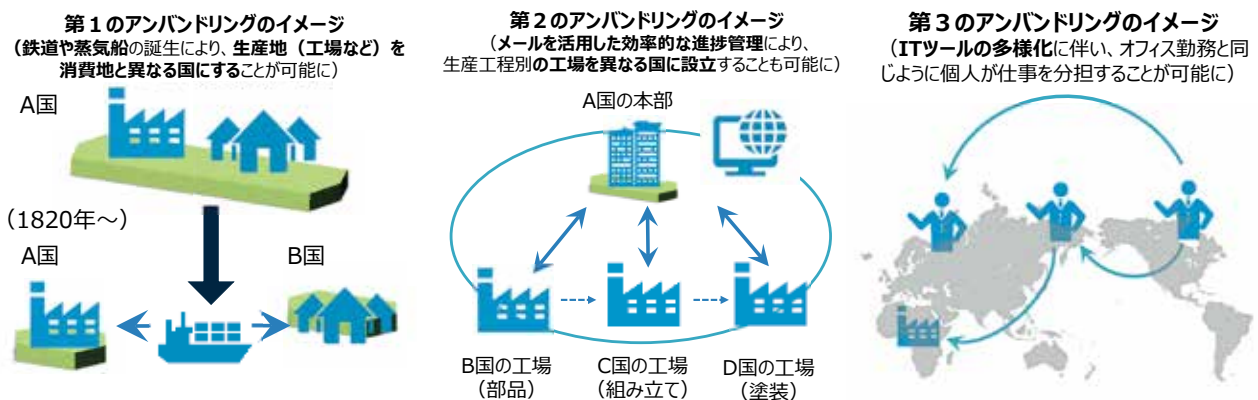 第１のアンバンドリングのイメージ
(鉄道や蒸気船の誕生により、生産地（工場など）を
消費地と異なる国にすることが可能に）
A国
（1820年～）
A国
B国
第２のアンバンドリングのイメージ
（メールを活用した効率的な進捗管理により、
生産工程別の工場を異なる国に設立することも可能に）
A国の本部
B国の工場
（部品）
C国の工場
（組み立て）
D国の工場
（塗装）
第３のアンバンドリングのイメージ
（ITツールの多様化に伴い、オフィス勤務と同
じように個人が仕事を分担することが可能に）